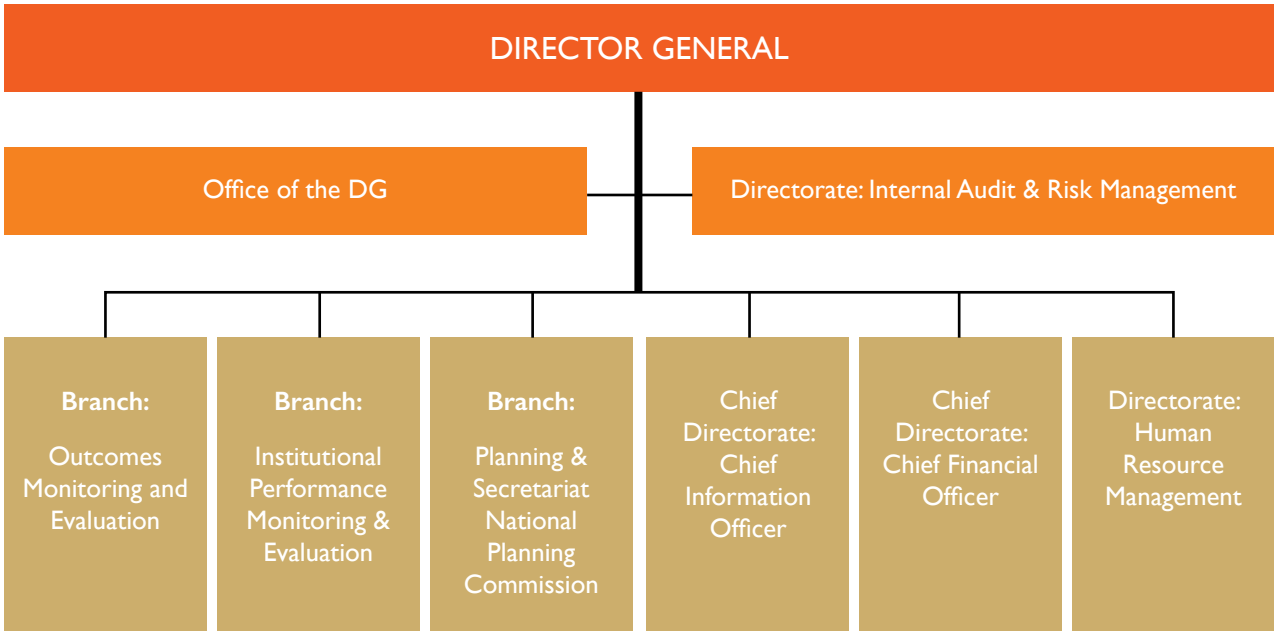 DIRECTOR GENERAL
Office of the DG
Directorate: Internal Audit & Risk Management
Branch:
Outcomes
Monitoring and
Evaluation
Branch:
Institutional
Performance
Monitoring &
Evaluation
Branch:
Planning &
Secretariat
National
Planning
Commission
Chief
Directorate:
Chief
Information
Officer
Chief
Directorate:
Chief Financial
Officer
Directorate:
Human
Resource
Management